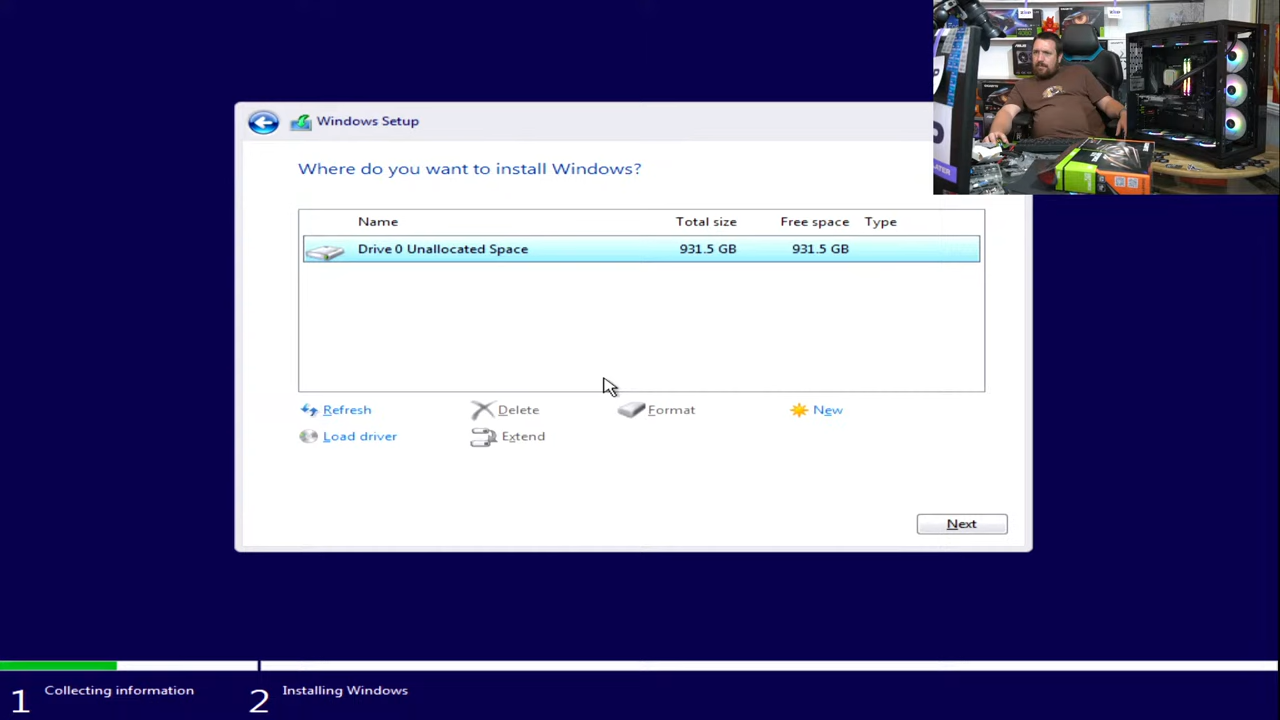 Windows Setup
Where do you want to install Windows?
Name Total size Free space Type
Drive 0 Unallocated Space 931.5 GB 931.5 GB
Refresh Delete Format New
Load driver Extend
Next
1 Collecting information 2 Installing Windows